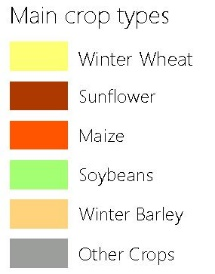 Main crop types
Winter Wheat
Sunflower
Maize
Soybeans
Winter Barley
Other Crops